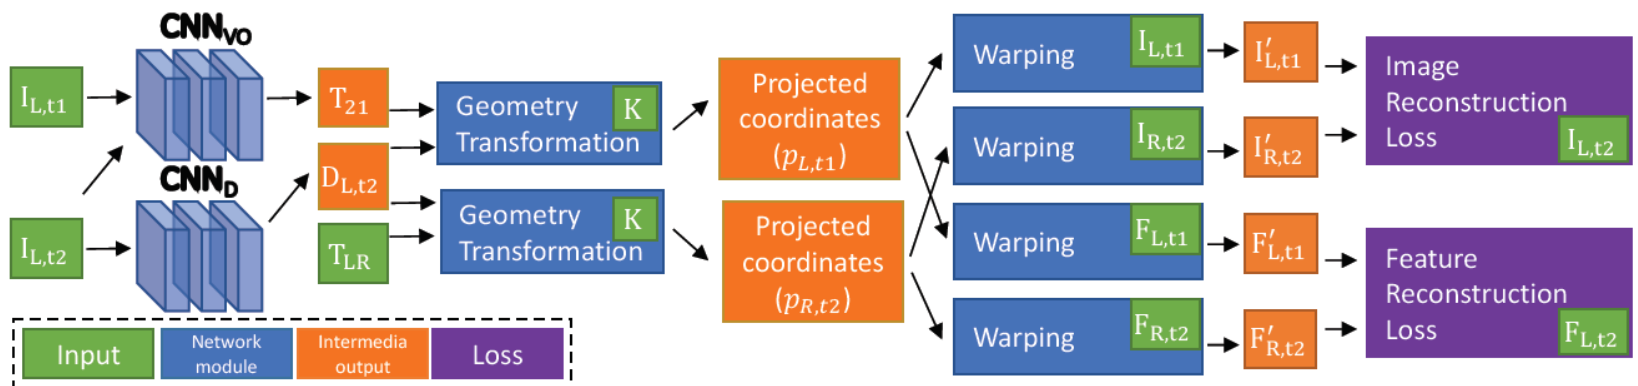 CNN_VO
I_L,t1
I_L,t2
CNN_D
T_21
D_L,t2
T_LR
Geometry
Transformation
K
Geometry
Transformation
K
Projected
coordinates
(p_L,t1)
Projected
coordinates
(p_R,t2)
Warping
I_L,t1
Warping
I_R,t2
Warping
F_L,t1
Warping
F_R,t2
I′_L,t1
I′_R,t2
F′_L,t1
F′_R,t2
Image
Reconstruction
Loss
I_L,t2
Feature
Reconstruction
Loss
F_L,t2
Input
Network
module
Intermedia
output
Loss